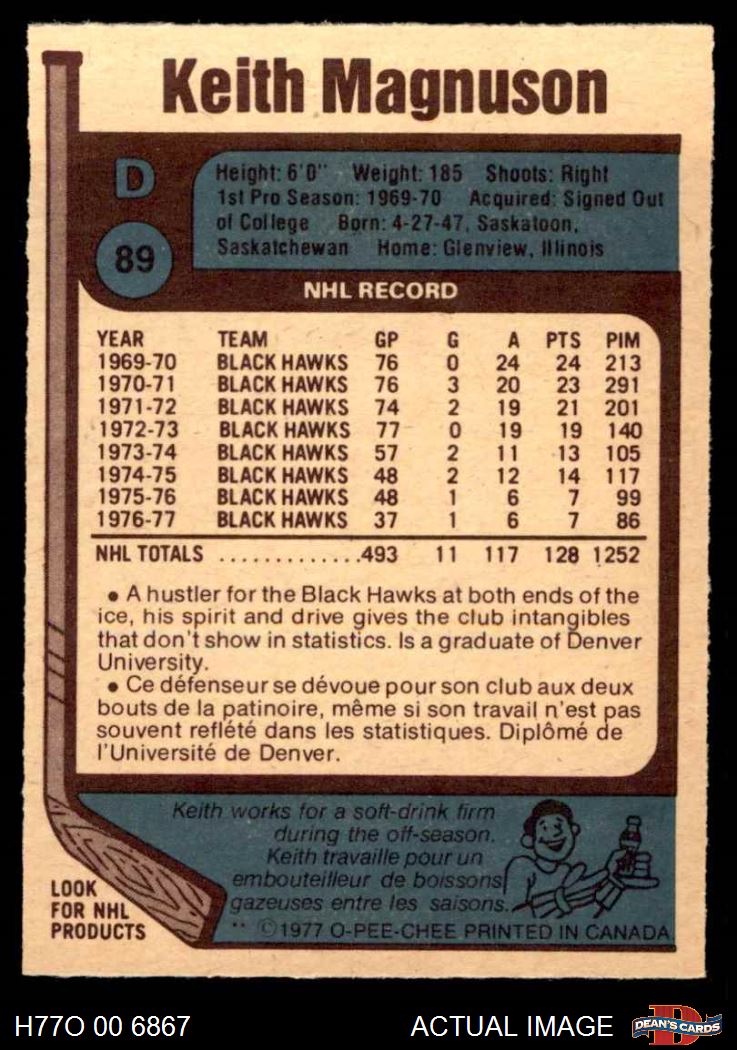 Keith Magnuson
D
89
Height: 6'0" Weight: 185 Shoots: Right
1st Pro Season: 1969-70 Acquired: Signed Out
of College Born: 4-27-47, Saskatoon,
Saskatchewan Home: Glenview, Illinois
NHL RECORD
YEAR TEAM GP G A PTS PIM
1969-70 BLACK HAWKS 76 0 24 24 213
1970-71 BLACK HAWKS 76 3 20 23 291
1971-72 BLACK HAWKS 74 2 19 21 201
1972-73 BLACK HAWKS 77 0 19 19 140
1973-74 BLACK HAWKS 57 2 11 13 105
1974-75 BLACK HAWKS 48 2 12 14 117
1975-76 BLACK HAWKS 48 1 6 7 99
1976-77 BLACK HAWKS 37 1 6 7 86
NHL TOTALS .............493 11 117 128 1252
• A hustler for the Black Hawks at both ends of the
ice, his spirit and drive gives the club intangibles
that don't show in statistics. Is a graduate of Denver
University.
• Ce défenseur se dévoue pour son club aux deux
bouts de la patinoire, même si son travail n'est pas
souvent reflété dans les statistiques. Diplômé de
l'Université de Denver.
Keith works for a soft-drink firm
during the off-season.
Keith travaille pour un
embouteilleur de boissons
gazeuses entre les saisons.
LOOK
FOR NHL
PRODUCTS
** ©1977 O-PEE-CHEE PRINTED IN CANADA
H77O 00 6867 ACTUAL IMAGE
DEAN'S CARDS